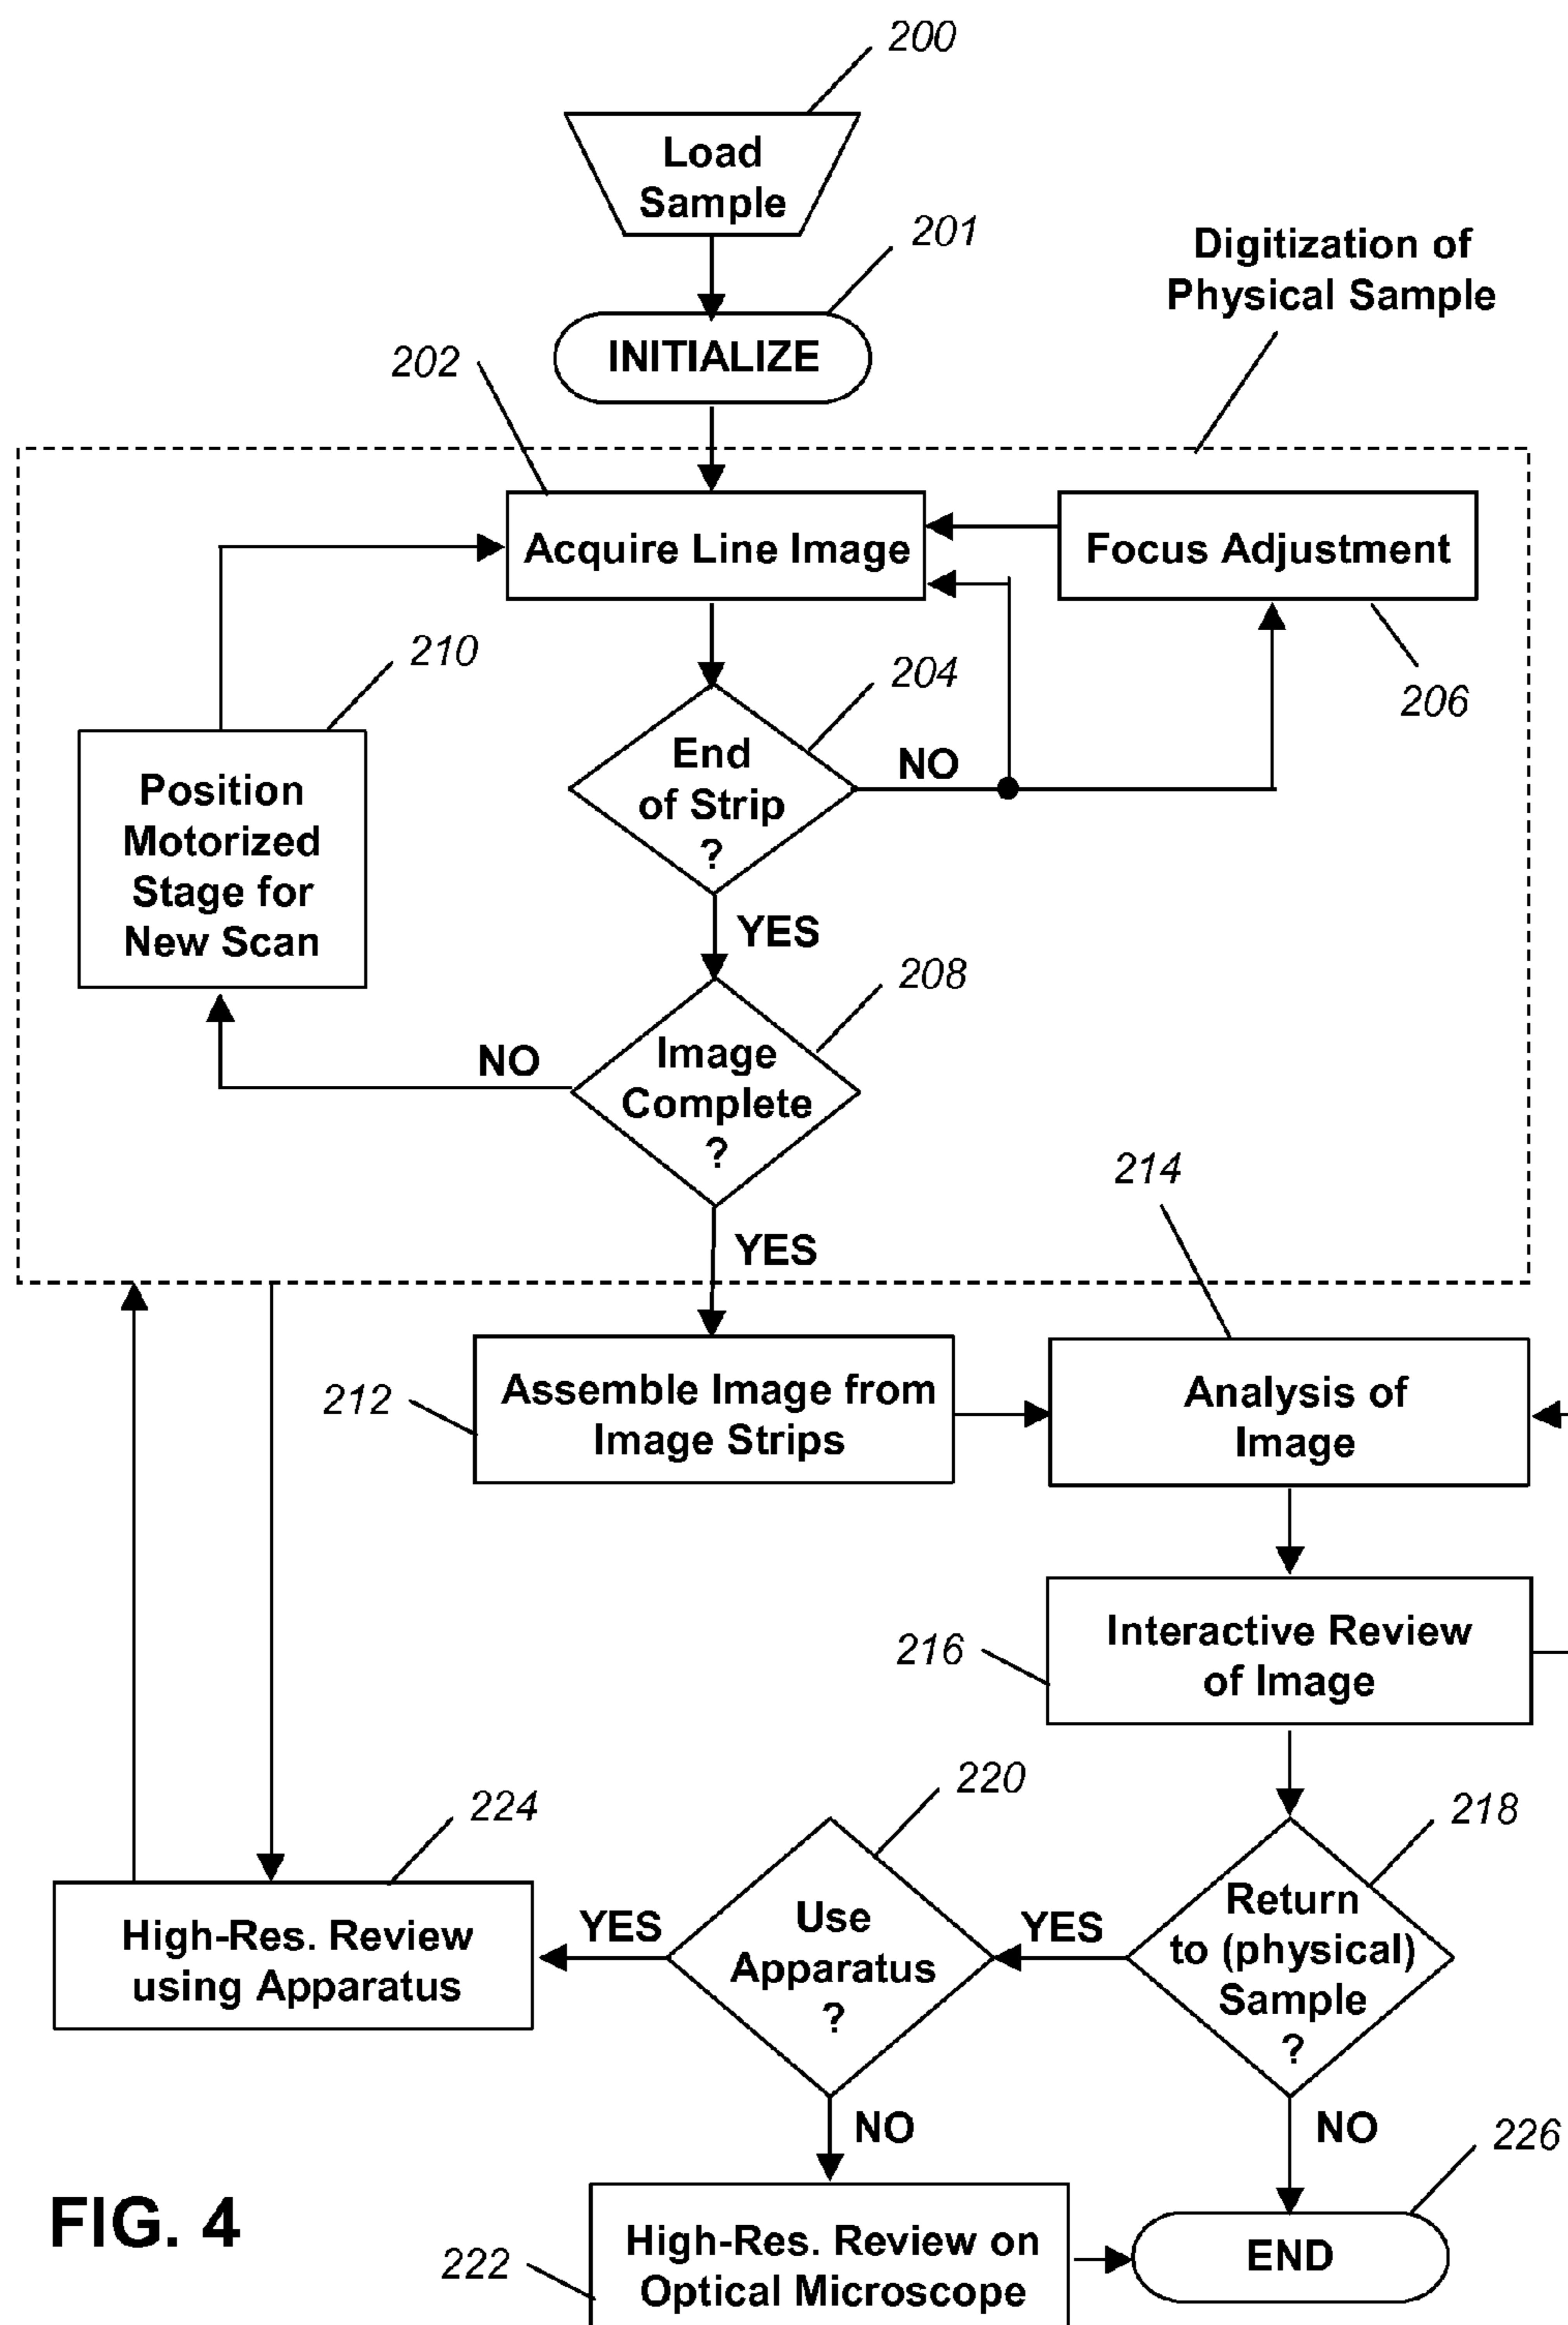 200
Load
Sample
201
INITIALIZE
Digitization of
Physical Sample
202
Acquire Line Image
Focus Adjustment
206
210
Position
Motorized
Stage for
New Scan
204
End
of Strip
?
NO
YES
208
Image
Complete
?
NO
YES
214
212
Assemble Image from
Image Strips
Analysis of
Image
216
Interactive Review
of Image
218
Return
to (physical)
Sample
?
YES
220
Use
Apparatus
?
YES
224
High-Res. Review
using Apparatus
NO
NO
226
FIG. 4
222
High-Res. Review on
Optical Microscope
END